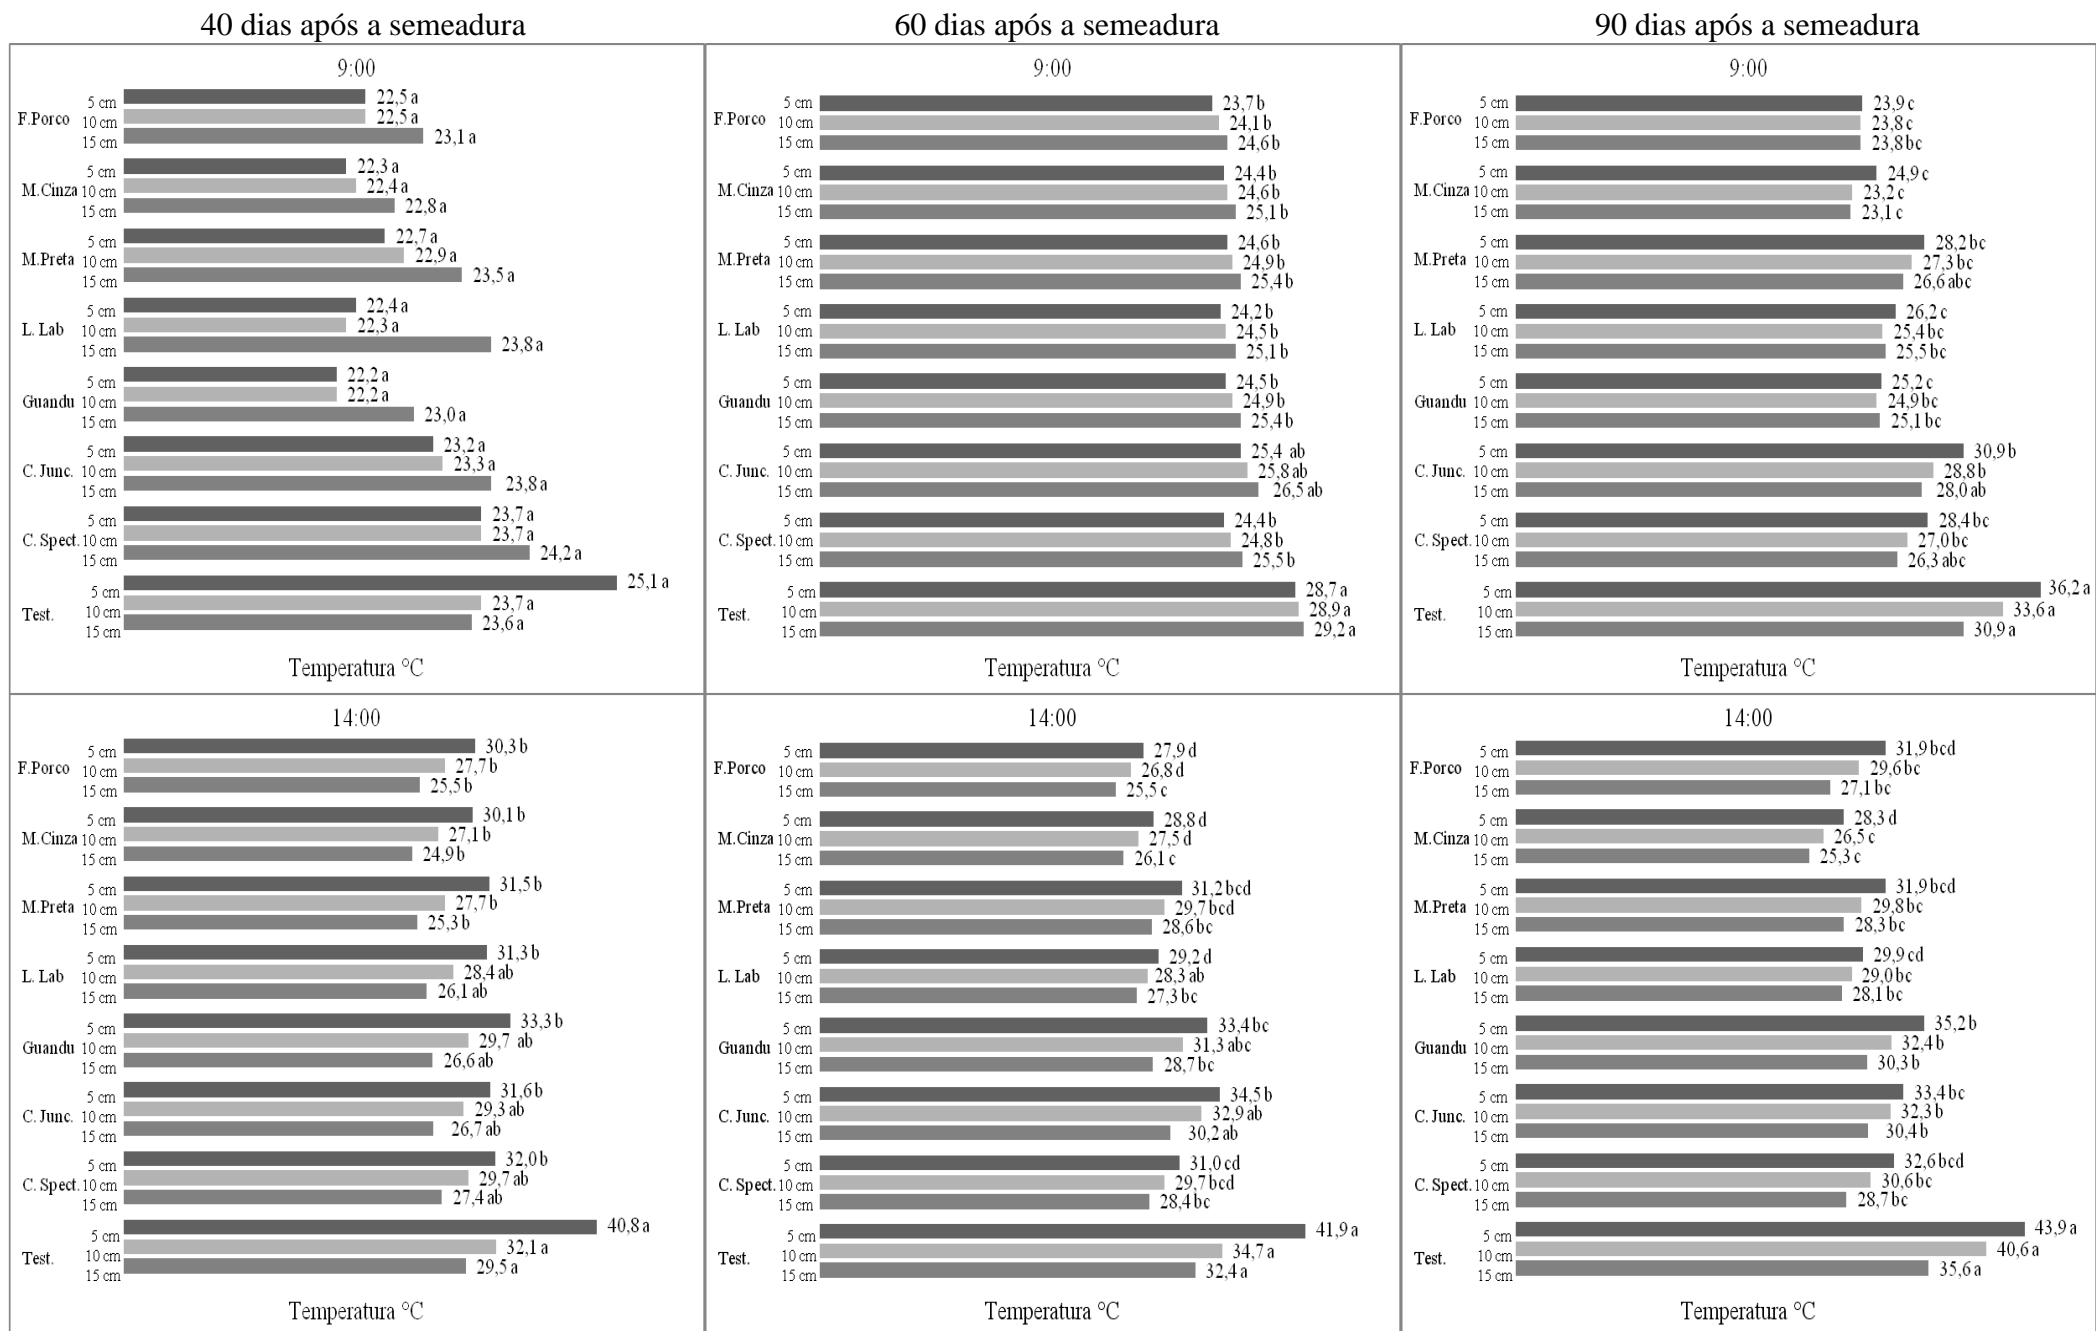 40 dias após a semeadura
60 dias após a semeadura
90 dias após a semeadura
9:00
F.Porco
5 cm 22,5 a
10 cm 22,5 a
15 cm 23,1 a
M.Cinza
5 cm 22,3 a
10 cm 22,4 a
15 cm 22,8 a
M.Preta
5 cm 22,7 a
10 cm 22,9 a
15 cm 23,5 a
L. Lab
5 cm 22,4 a
10 cm 22,3 a
15 cm 23,8 a
Guandu
5 cm 22,2 a
10 cm 22,2 a
15 cm 23,0 a
C. Junc.
5 cm 23,2 a
10 cm 23,3 a
15 cm 23,8 a
C. Spect.
5 cm 23,7 a
10 cm 23,7 a
15 cm 24,2 a
Test.
5 cm 25,1 a
10 cm 23,7 a
15 cm 23,6 a
Temperatura °C
9:00
F.Porco
5 cm 23,7 b
10 cm 24,1 b
15 cm 24,6 b
M.Cinza
5 cm 24,4 b
10 cm 24,6 b
15 cm 25,1 b
M.Preta
5 cm 24,6 b
10 cm 24,9 b
15 cm 25,4 b
L. Lab
5 cm 24,2 b
10 cm 24,5 b
15 cm 25,1 b
Guandu
5 cm 24,5 b
10 cm 24,9 b
15 cm 25,4 b
C. Junc.
5 cm 25,4 ab
10 cm 25,8 ab
15 cm 26,5 ab
C. Spect.
5 cm 24,4 b
10 cm 24,8 b
15 cm 25,5 b
Test.
5 cm 28,7 a
10 cm 28,9 a
15 cm 29,2 a
Temperatura °C
9:00
F.Porco
5 cm 23,9 c
10 cm 23,8 c
15 cm 23,8 bc
M.Cinza
5 cm 24,9 c
10 cm 23,2 c
15 cm 23,1 c
M.Preta
5 cm 28,2 bc
10 cm 27,3 bc
15 cm 26,6 abc
L. Lab
5 cm 26,2 c
10 cm 25,4 bc
15 cm 25,5 bc
Guandu
5 cm 25,2 c
10 cm 24,9 bc
15 cm 25,1 bc
C. Junc.
5 cm 30,9 b
10 cm 28,8 b
15 cm 28,0 ab
C. Spect.
5 cm 28,4 bc
10 cm 27,0 bc
15 cm 26,3 abc
Test.
5 cm 36,2 a
10 cm 33,6 a
15 cm 30,9 a
Temperatura °C
14:00
F.Porco
5 cm 30,3 b
10 cm 27,7 b
15 cm 25,5 b
M.Cinza
5 cm 30,1 b
10 cm 27,1 b
15 cm 24,9 b
M.Preta
5 cm 31,5 b
10 cm 27,7 b
15 cm 25,3 b
L. Lab
5 cm 31,3 b
10 cm 28,4 ab
15 cm 26,1 ab
Guandu
5 cm 33,3 b
10 cm 29,7 ab
15 cm 26,6 ab
C. Junc.
5 cm 31,6 b
10 cm 29,3 ab
15 cm 26,7 ab
C. Spect.
5 cm 32,0 b
10 cm 29,7 ab
15 cm 27,4 ab
Test.
5 cm 40,8 a
10 cm 32,1 a
15 cm 29,5 a
Temperatura °C
14:00
F.Porco
5 cm 27,9 d
10 cm 26,8 d
15 cm 25,5 c
M.Cinza
5 cm 28,8 d
10 cm 27,5 d
15 cm 26,1 c
M.Preta
5 cm 31,2 bcd
10 cm 29,7 bcd
15 cm 28,6 bc
L. Lab
5 cm 29,2 d
10 cm 28,3 ab
15 cm 27,3 bc
Guandu
5 cm 33,4 bc
10 cm 31,3 abc
15 cm 28,7 bc
C. Junc.
5 cm 34,5 b
10 cm 32,9 ab
15 cm 30,2 ab
C. Spect.
5 cm 31,0 cd
10 cm 29,7 bcd
15 cm 28,4 bc
Test.
5 cm 41,9 a
10 cm 34,7 a
15 cm 32,4 a
Temperatura °C
14:00
F.Porco
5 cm 31,9 bcd
10 cm 29,6 bc
15 cm 27,1 bc
M.Cinza
5 cm 28,3 d
10 cm 26,5 c
15 cm 25,3 c
M.Preta
5 cm 31,9 bcd
10 cm 29,8 bc
15 cm 28,3 bc
L. Lab
5 cm 29,9 cd
10 cm 29,0 bc
15 cm 28,1 bc
Guandu
5 cm 35,2 b
10 cm 32,4 b
15 cm 30,3 b
C. Junc.
5 cm 33,4 bc
10 cm 32,3 b
15 cm 30,4 b
C. Spect.
5 cm 32,6 bcd
10 cm 30,6 bc
15 cm 28,7 bc
Test.
5 cm 43,9 a
10 cm 40,6 a
15 cm 35,6 a
Temperatura °C